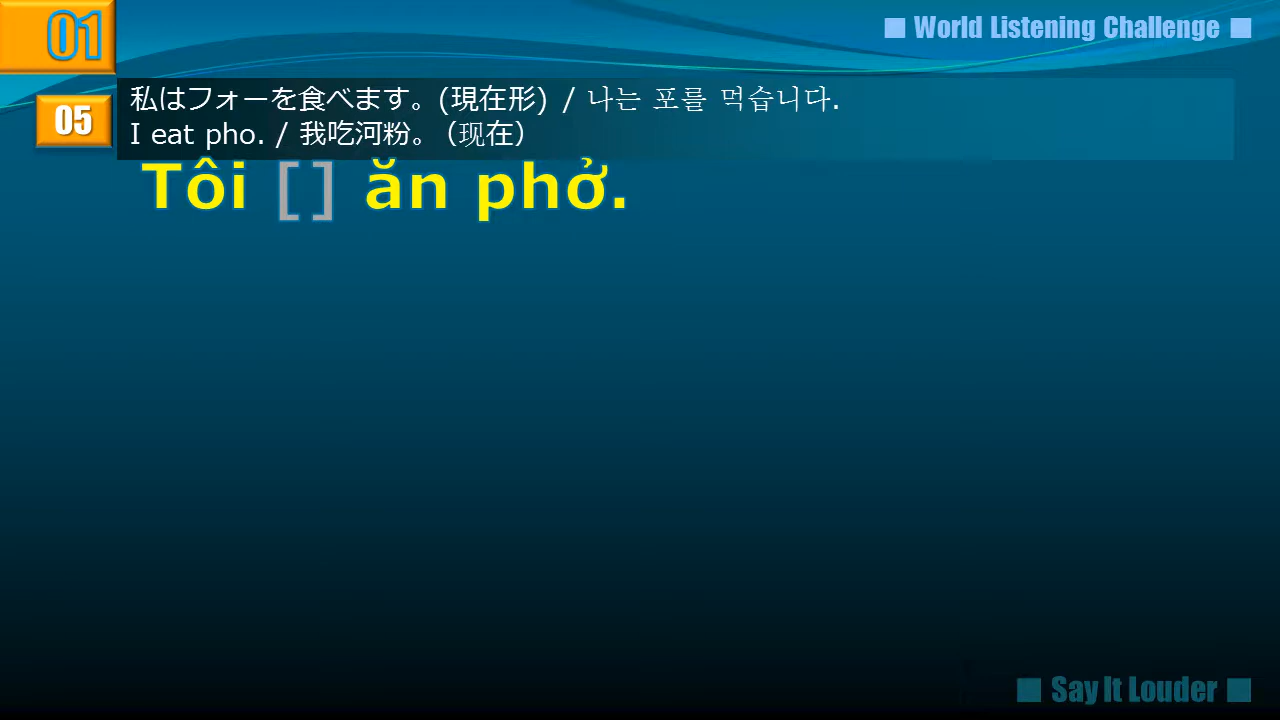 01
■ World Listening Challenge ■
05
私はフォーを食べます。(現在形) / 나는 포를 먹습니다.
I eat pho. / 我吃河粉。（现在）
Tôi [] ăn phở.
■ Say It Louder ■